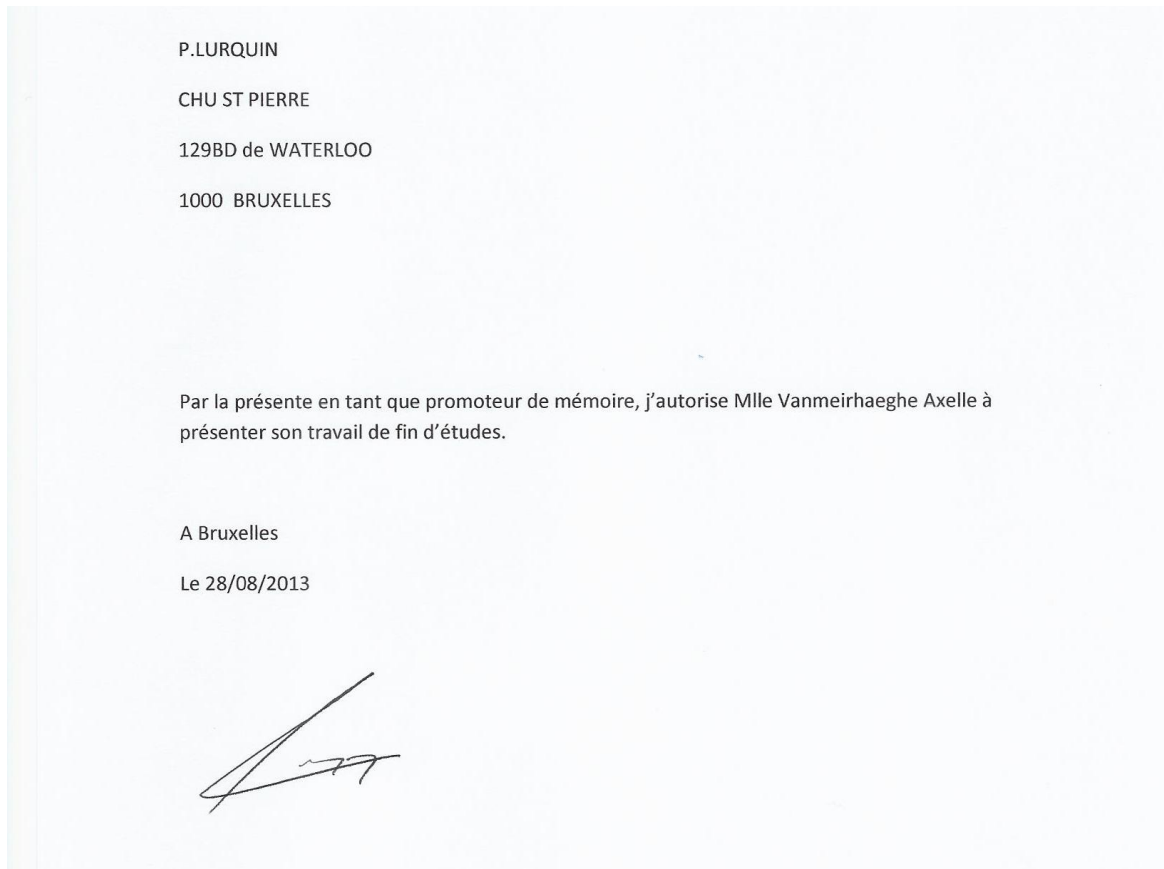 P.LURQUIN
CHU ST PIERRE
129BD de WATERLOO
1000 BRUXELLES
Par la présente en tant que promoteur de mémoire, j’autorise Mlle Vanmeirhaeghe Axelle à
présenter son travail de fin d’études.
A Bruxelles
Le 28/08/2013